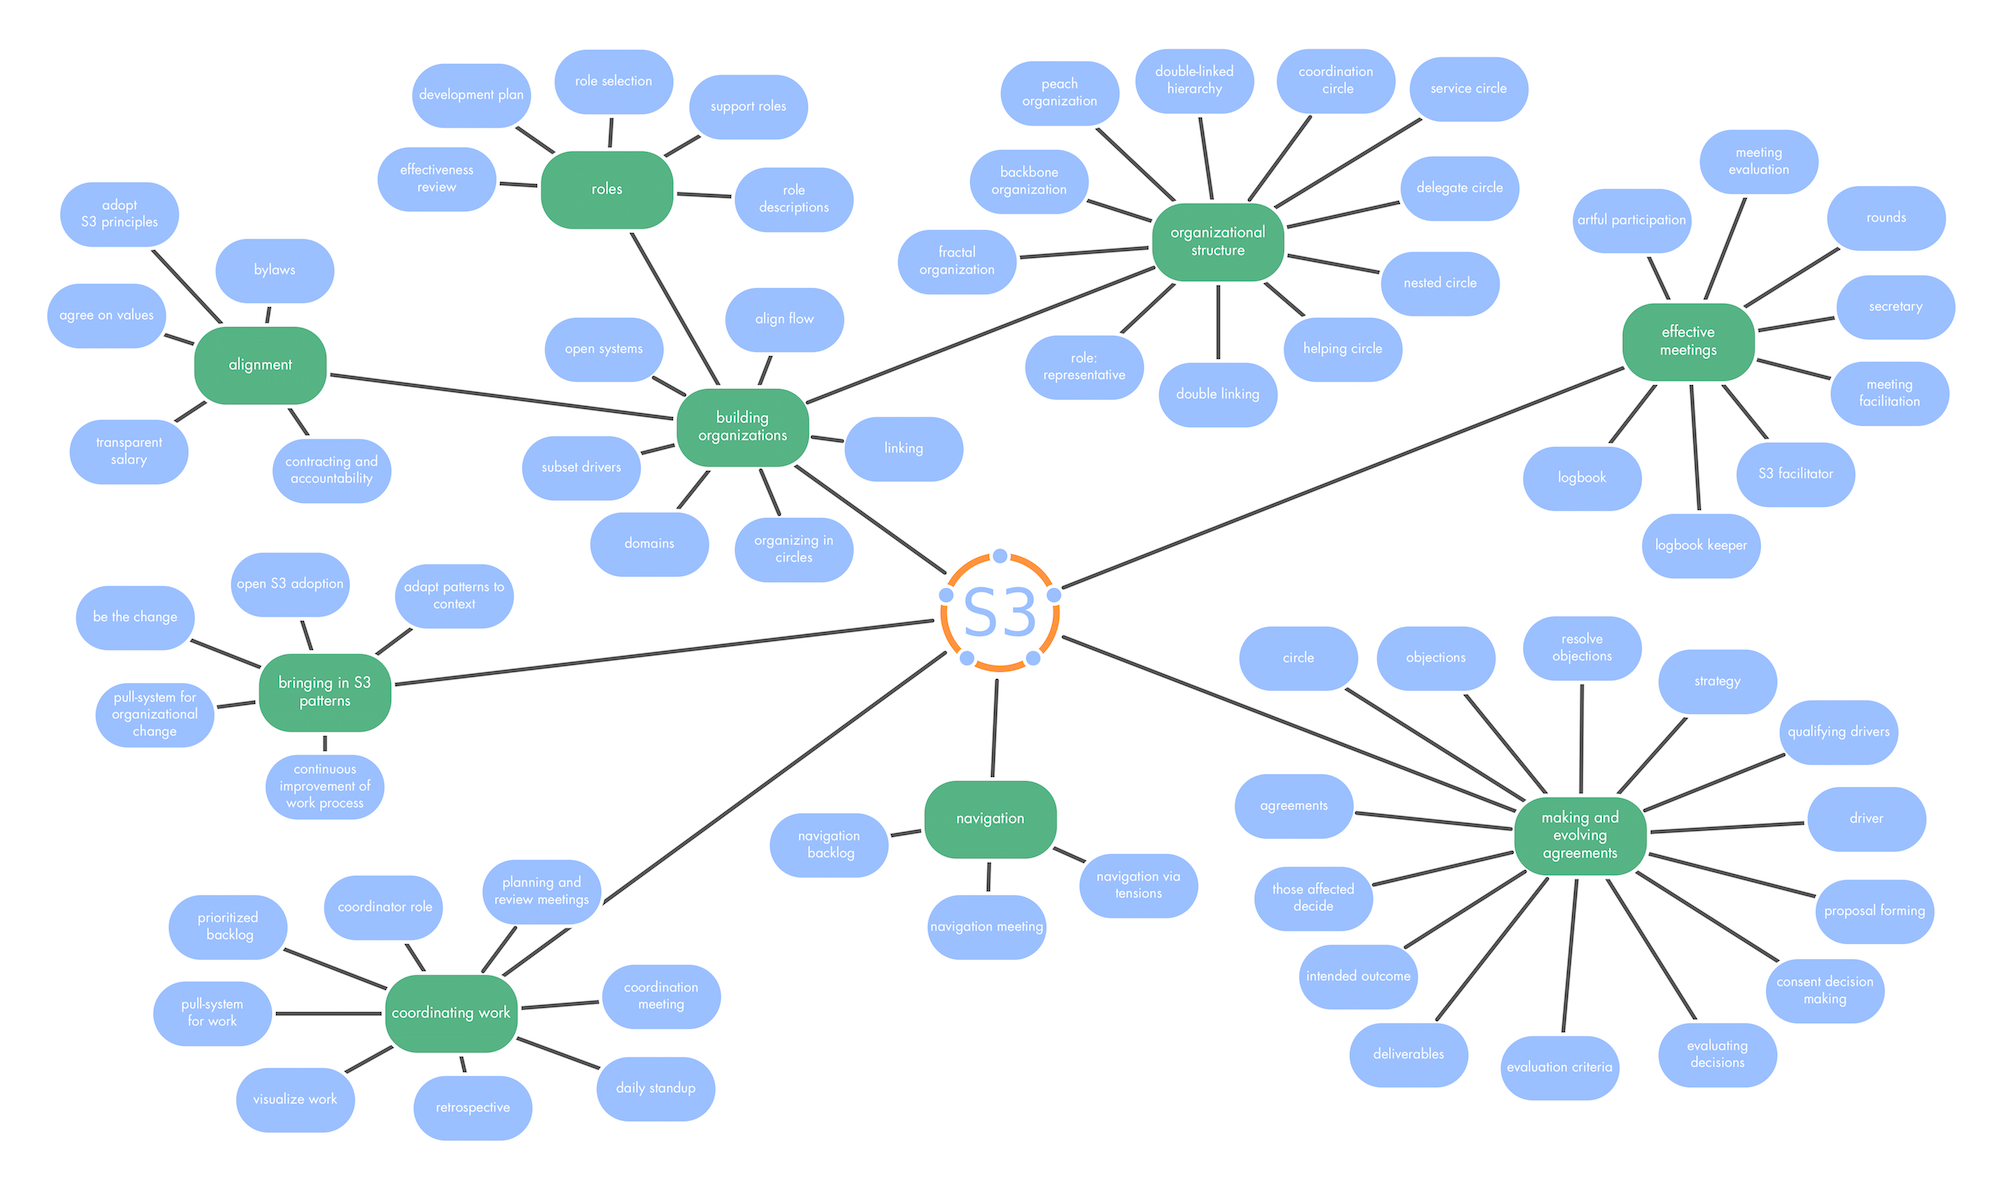 development plan
role selection
support roles
effectiveness
review
roles
role
descriptions
peach
organization
double-linked
hierarchy
coordination
circle
service circle
backbone
organization
delegate circle
organizational
structure
fractal
organization
nested circle
role:
representative
double linking
helping circle
meeting
evaluation
artful participation
rounds
secretary
effective
meetings
meeting
facilitation
logbook
S3 facilitator
logbook keeper
adopt
S3 principles
bylaws
agree on values
alignment
transparent
salary
contracting and
accountability
open systems
align flow
building
organizations
linking
subset drivers
domains
organizing in
circles
S3
be the change
open S3 adoption
adapt patterns to
context
bringing in S3
patterns
pull-system for
organizational
change
continuous
improvement of
work process
prioritized
backlog
coordinator role
planning and
review meetings
pull-system
for work
coordinating work
coordination
meeting
visualize work
retrospective
daily standup
navigation
navigation
backlog
navigation via
tensions
navigation meeting
circle
objections
resolve
objections
strategy
qualifying drivers
agreements
making and
evolving
agreements
driver
those affected
decide
proposal forming
intended outcome
consent decision
making
deliverables
evaluation criteria
evaluating
decisions